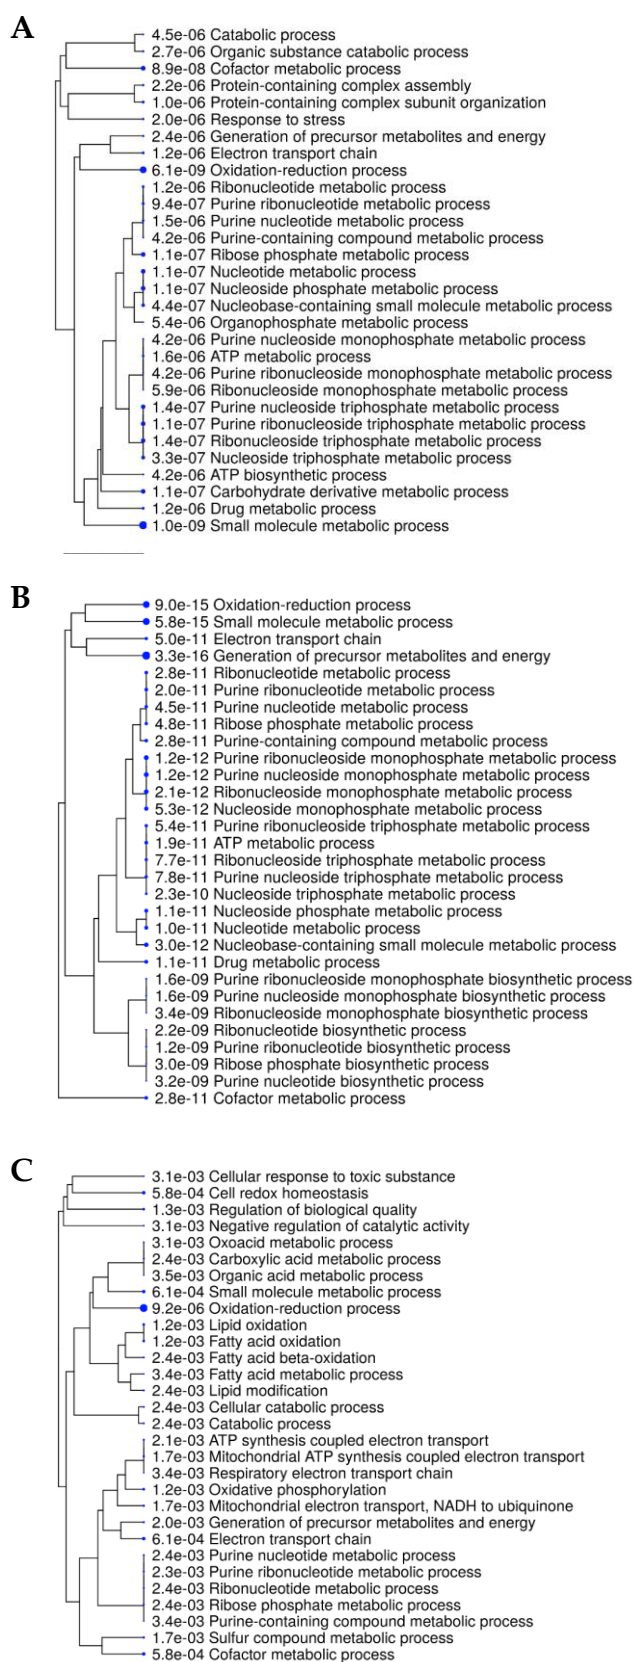 A
4.5e-06 Catabolic process
2.7e-06 Organic substance catabolic process
8.9e-08 Cofactor metabolic process
2.2e-06 Protein-containing complex assembly
1.0e-06 Protein-containing complex subunit organization
2.0e-06 Response to stress
2.4e-06 Generation of precursor metabolites and energy
1.2e-06 Electron transport chain
6.1e-09 Oxidation-reduction process
1.2e-06 Ribonucleotide metabolic process
9.4e-07 Purine ribonucleotide metabolic process
1.5e-06 Purine nucleotide metabolic process
4.2e-06 Purine-containing compound metabolic process
1.1e-07 Ribose phosphate metabolic process
1.1e-07 Nucleotide metabolic process
1.1e-07 Nucleoside phosphate metabolic process
4.4e-07 Nucleobase-containing small molecule metabolic process
5.4e-06 Organophosphate metabolic process
4.2e-06 Purine nucleoside monophosphate metabolic process
1.6e-06 ATP metabolic process
4.2e-06 Purine ribonucleoside monophosphate metabolic process
5.9e-06 Ribonucleoside monophosphate metabolic process
1.4e-07 Purine nucleoside triphosphate metabolic process
1.1e-07 Purine ribonucleoside triphosphate metabolic process
1.4e-07 Ribonucleoside triphosphate metabolic process
3.3e-07 Nucleoside triphosphate metabolic process
4.2e-06 ATP biosynthetic process
1.1e-07 Carbohydrate derivative metabolic process
1.2e-06 Drug metabolic process
1.0e-09 Small molecule metabolic process
B
9.0e-15 Oxidation-reduction process
5.8e-15 Small molecule metabolic process
5.0e-11 Electron transport chain
3.3e-16 Generation of precursor metabolites and energy
2.8e-11 Ribonucleotide metabolic process
2.0e-11 Purine ribonucleotide metabolic process
4.5e-11 Purine nucleotide metabolic process
4.8e-11 Ribose phosphate metabolic process
2.8e-11 Purine-containing compound metabolic process
1.2e-12 Purine ribonucleoside monophosphate metabolic process
1.2e-12 Purine nucleoside monophosphate metabolic process
2.1e-12 Ribonucleoside monophosphate metabolic process
5.3e-12 Nucleoside monophosphate metabolic process
5.4e-11 Purine ribonucleoside triphosphate metabolic process
1.9e-11 ATP metabolic process
7.7e-11 Ribonucleoside triphosphate metabolic process
7.8e-11 Purine nucleoside triphosphate metabolic process
2.3e-10 Nucleoside triphosphate metabolic process
1.1e-11 Nucleoside phosphate metabolic process
1.0e-11 Nucleotide metabolic process
3.0e-12 Nucleobase-containing small molecule metabolic process
1.1e-11 Drug metabolic process
1.6e-09 Purine ribonucleoside monophosphate biosynthetic process
1.6e-09 Purine nucleoside monophosphate biosynthetic process
3.4e-09 Ribonucleoside monophosphate biosynthetic process
2.2e-09 Ribonucleotide biosynthetic process
1.2e-09 Purine ribonucleotide biosynthetic process
3.0e-09 Ribose phosphate biosynthetic process
3.2e-09 Purine nucleotide biosynthetic process
2.8e-11 Cofactor metabolic process
C
3.1e-03 Cellular response to toxic substance
5.8e-04 Cell redox homeostasis
1.3e-03 Regulation of biological quality
3.1e-03 Negative regulation of catalytic activity
3.1e-03 Oxoacid metabolic process
2.4e-03 Carboxylic acid metabolic process
3.5e-03 Organic acid metabolic process
6.1e-04 Small molecule metabolic process
9.2e-06 Oxidation-reduction process
1.2e-03 Lipid oxidation
1.2e-03 Fatty acid oxidation
2.4e-03 Fatty acid beta-oxidation
3.4e-03 Fatty acid metabolic process
2.4e-03 Lipid modification
2.4e-03 Cellular catabolic process
2.4e-03 Catabolic process
2.1e-03 ATP synthesis coupled electron transport
1.7e-03 Mitochondrial ATP synthesis coupled electron transport
3.4e-03 Respiratory electron transport chain
1.2e-03 Oxidative phosphorylation
1.7e-03 Mitochondrial electron transport, NADH to ubiquinone
2.0e-03 Generation of precursor metabolites and energy
6.1e-04 Electron transport chain
2.4e-03 Purine nucleotide metabolic process
2.3e-03 Purine ribonucleotide metabolic process
2.4e-03 Ribonucleotide metabolic process
2.4e-03 Ribose phosphate metabolic process
3.4e-03 Purine-containing compound metabolic process
1.7e-03 Sulfur compound metabolic process
5.8e-04 Cofactor metabolic process